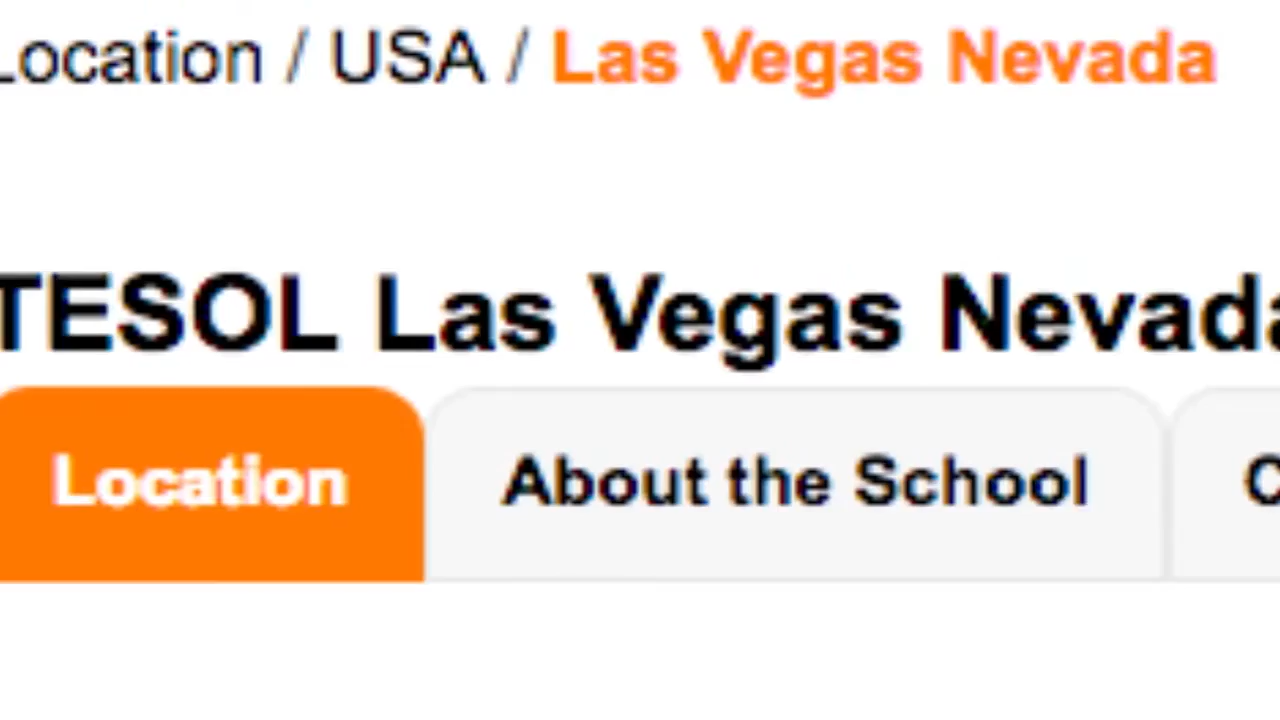 Location / USA / Las Vegas Nevada
TESOL Las Vegas Nevada
Location About the School